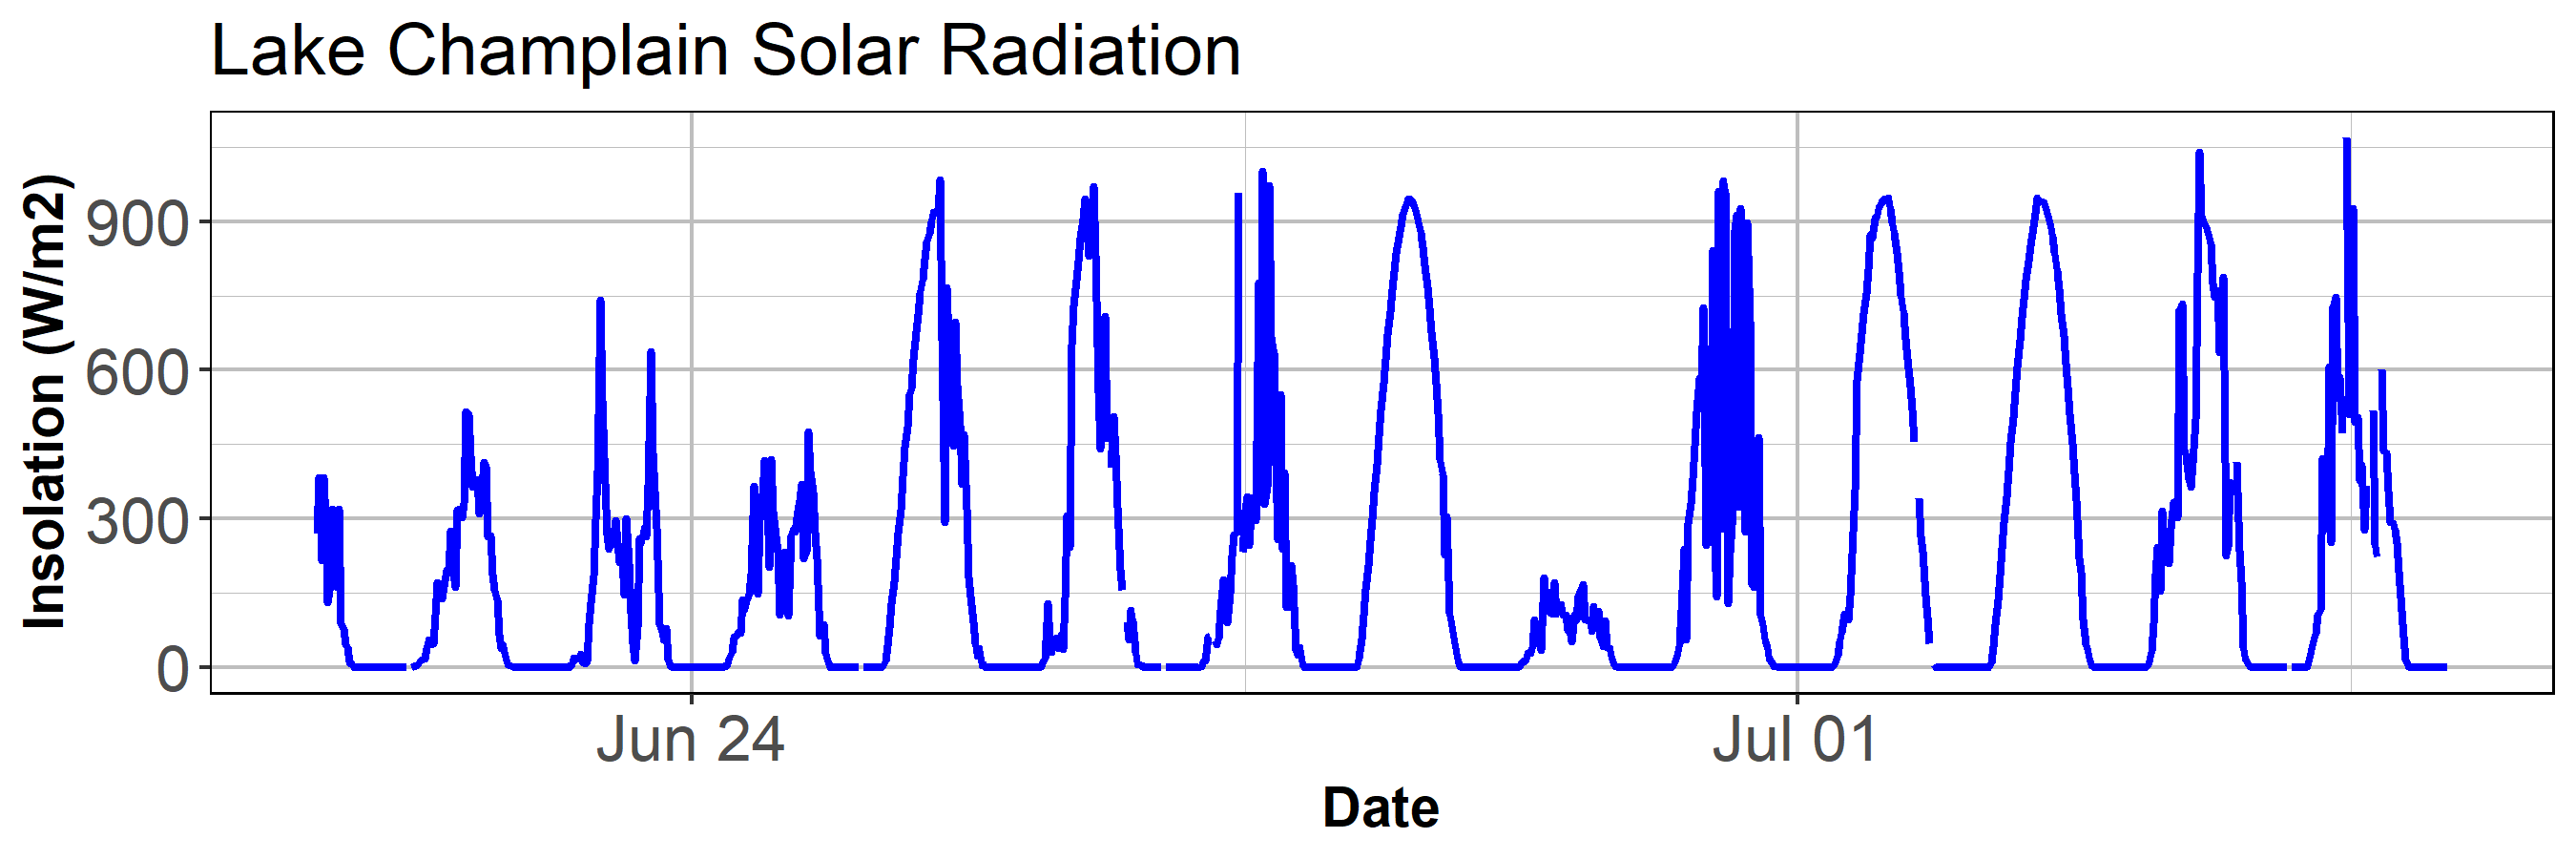 Lake Champlain Solar Radiation
Insolation (W/m2)
900
600
300
0
Jun 24
Jul 01
Date